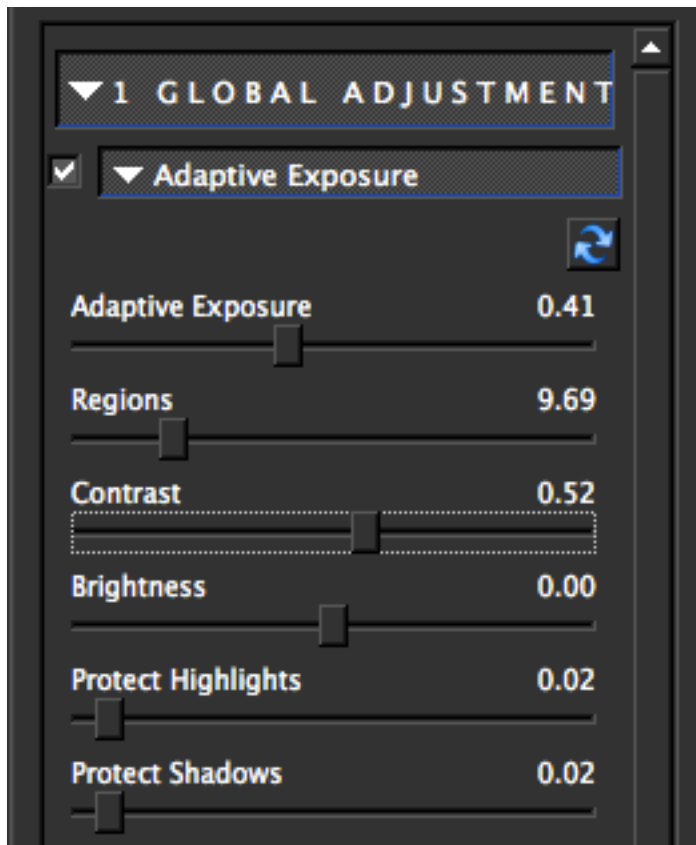 1 GLOBAL ADJUSTMENT
Adaptive Exposure
Adaptive Exposure 0.41
Regions 9.69
Contrast 0.52
Brightness 0.00
Protect Highlights 0.02
Protect Shadows 0.02